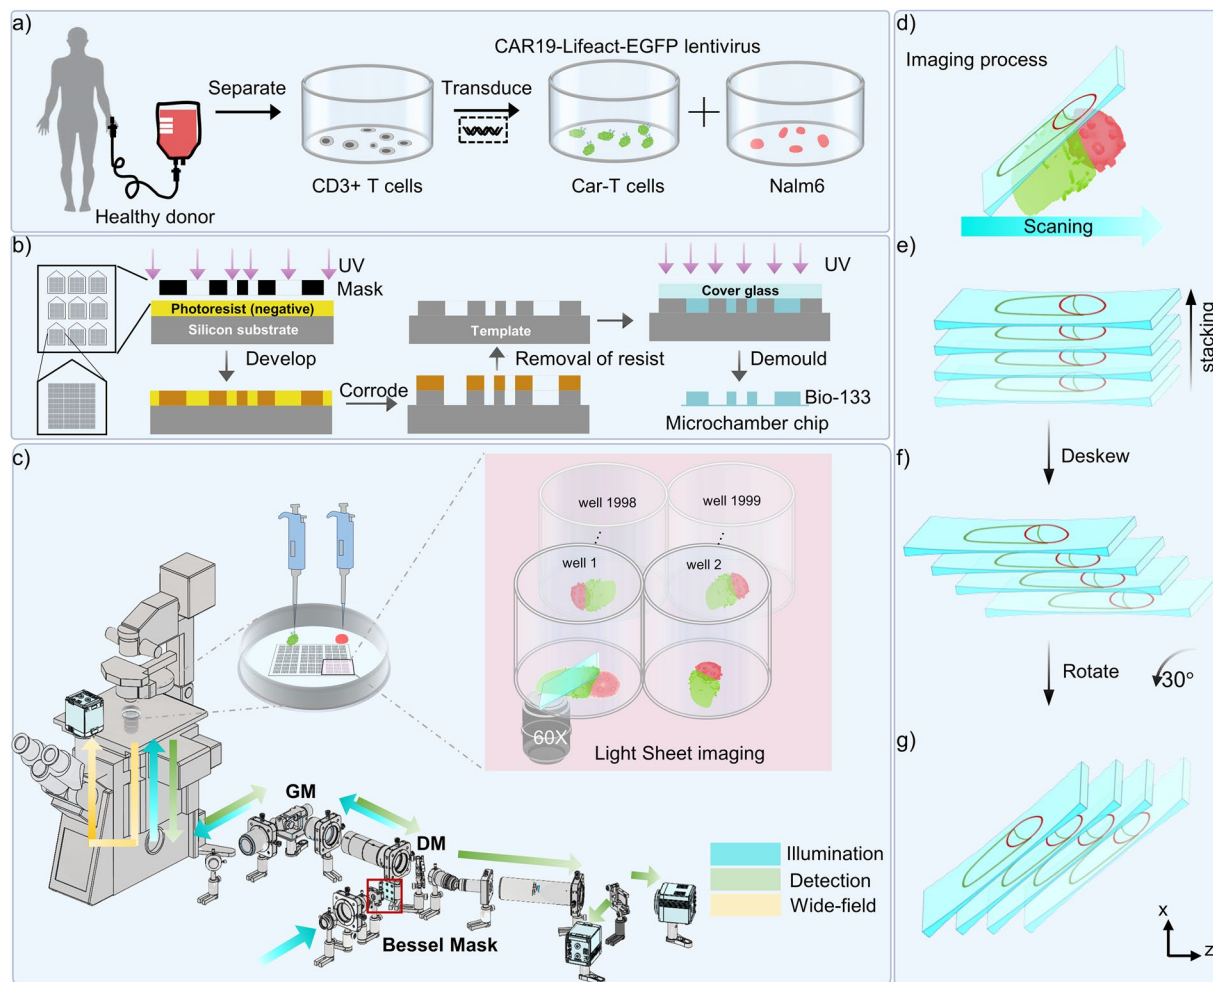 a)
CAR19-Lifeact-EGFP lentivirus
Separate
Transduce
CD3+ T cells
Car-T cells
Nalm6
Healthy donor
b)
UV
Mask
Photoresist (negative)
Silicon substrate
Develop
Corrode
Template
Removal of resist
UV
Cover glass
Demould
Bio-133
Microchamber chip
c)
well 1998
well 1999
well 1
well 2
60X
Light Sheet imaging
GM
DM
Bessel Mask
Illumination
Detection
Wide-field
d)
Imaging process
Scaning
e)
stacking
Deskew
f)
Rotate
30°
g)
x
z